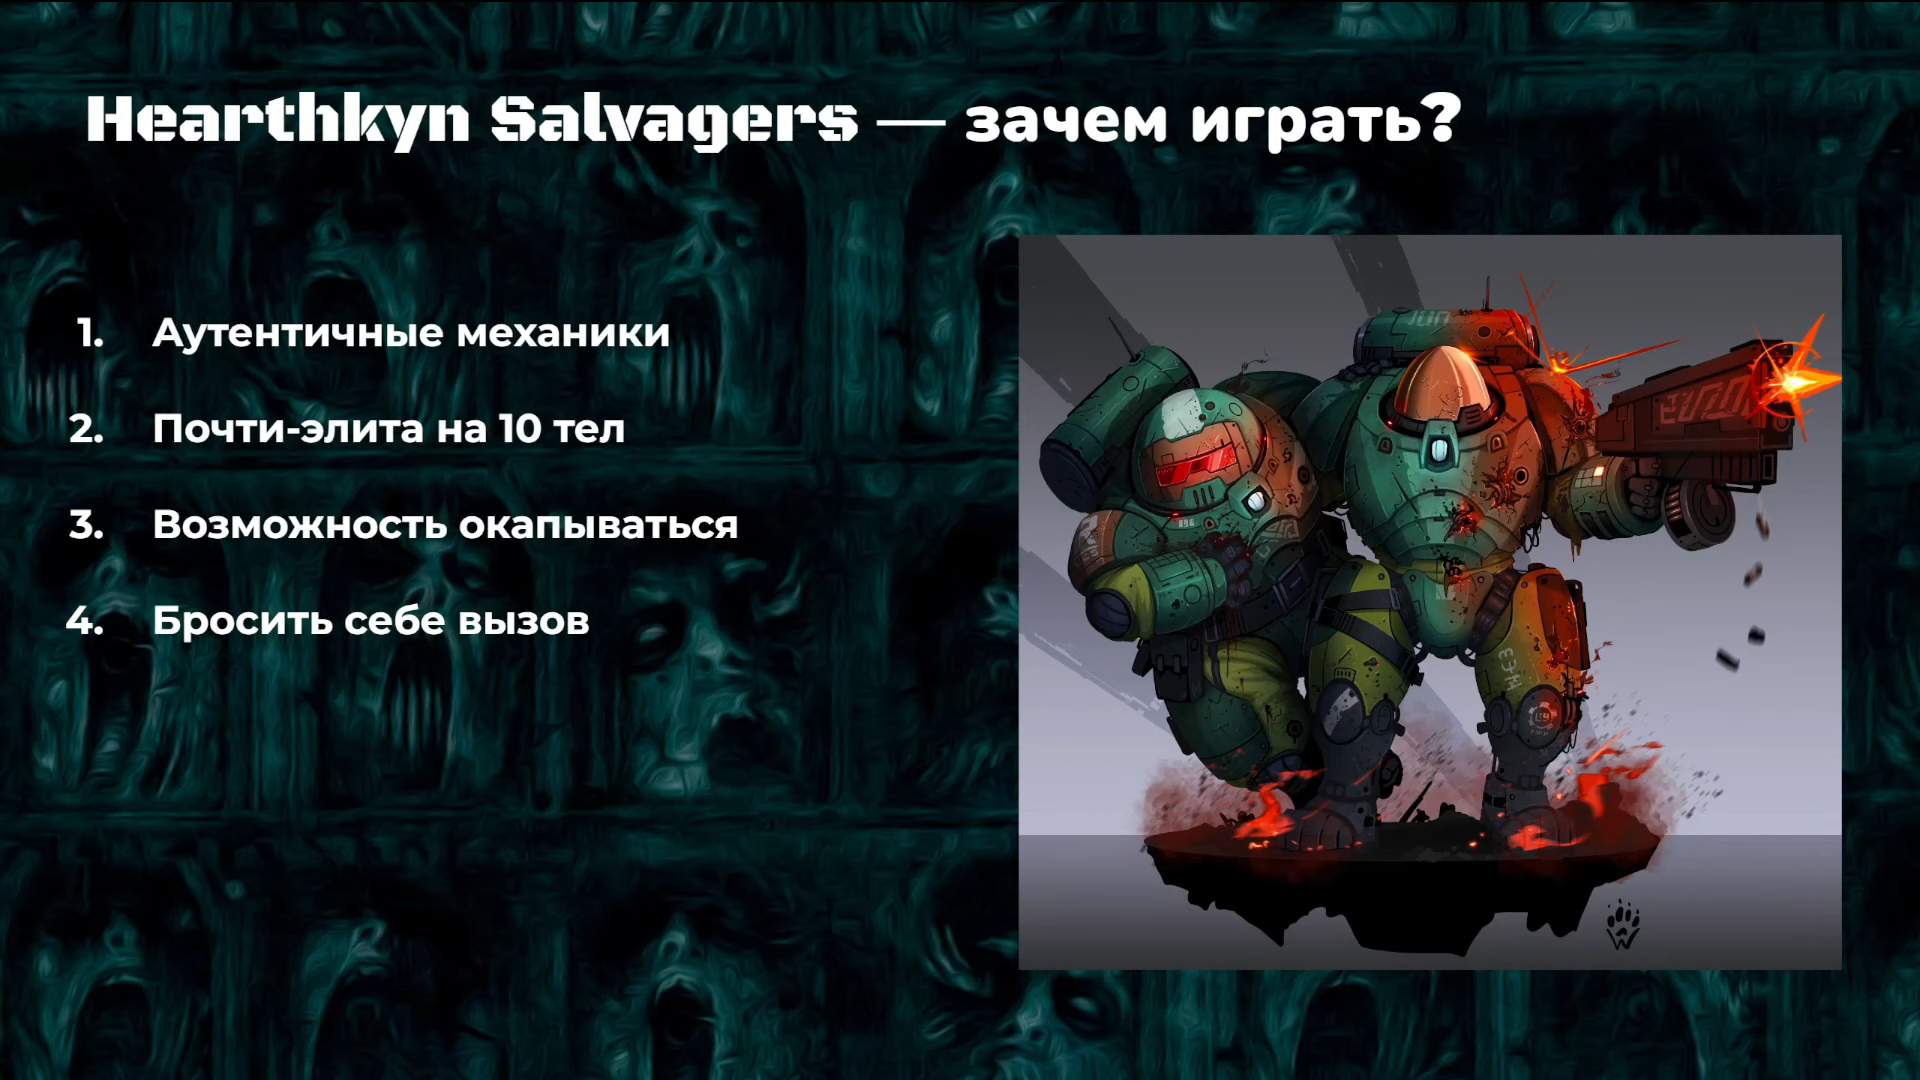 Hearthkyn Salvagers — зачем играть?
1. Аутентичные механики
2. Почти-элита на 10 тел
3. Возможность окапываться
4. Бросить себе вызов